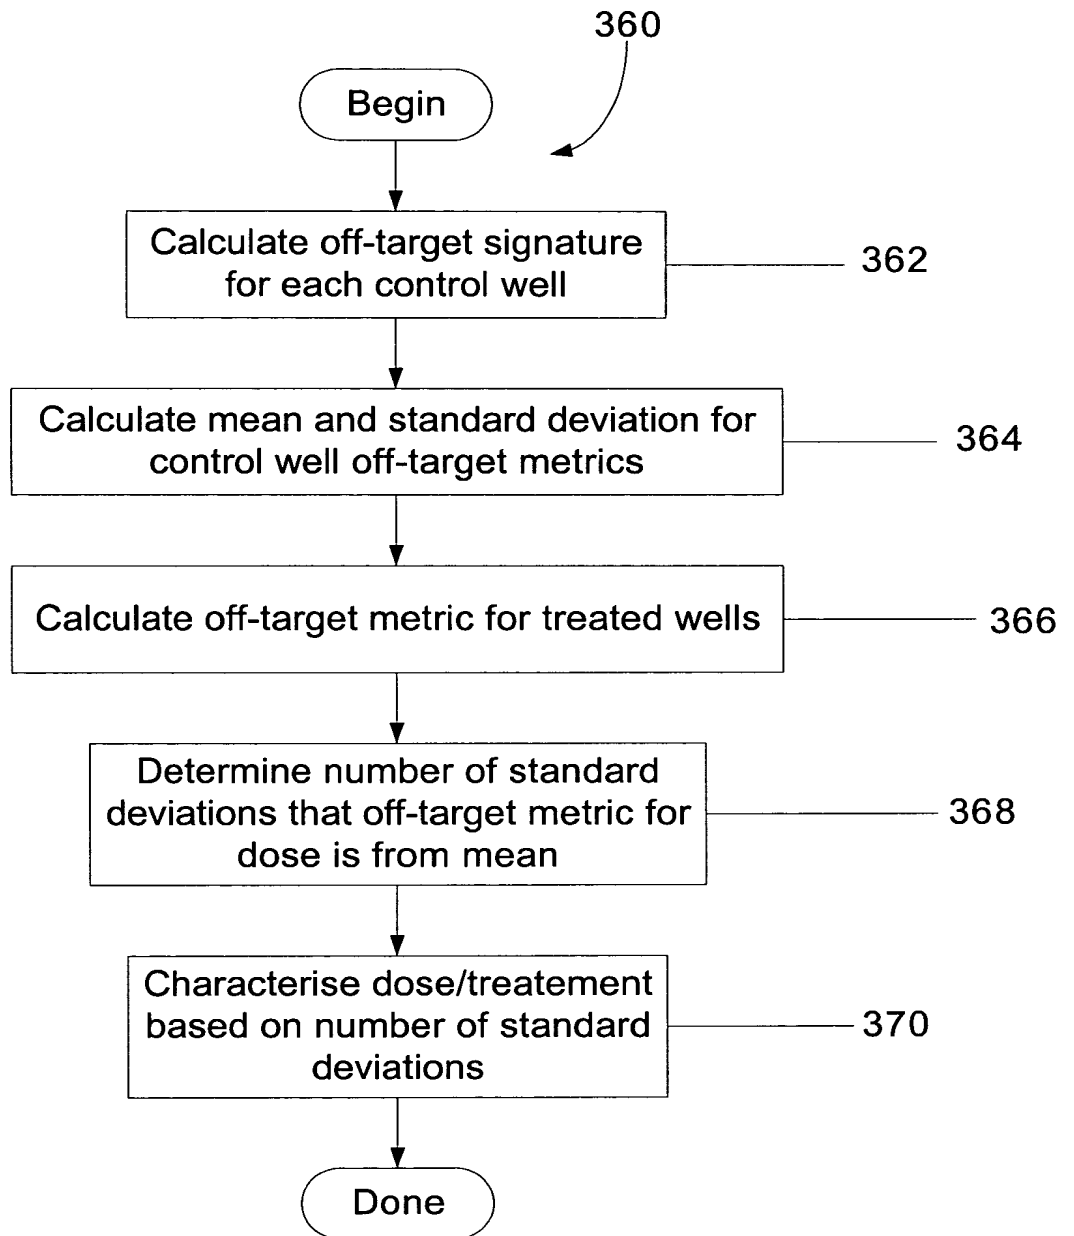 360
Begin
Calculate off-target signature
for each control well
362
Calculate mean and standard deviation for
control well off-target metrics
364
Calculate off-target metric for treated wells
366
Determine number of standard
deviations that off-target metric for
dose is from mean
368
Characterise dose/treatement
based on number of standard
deviations
370
Done